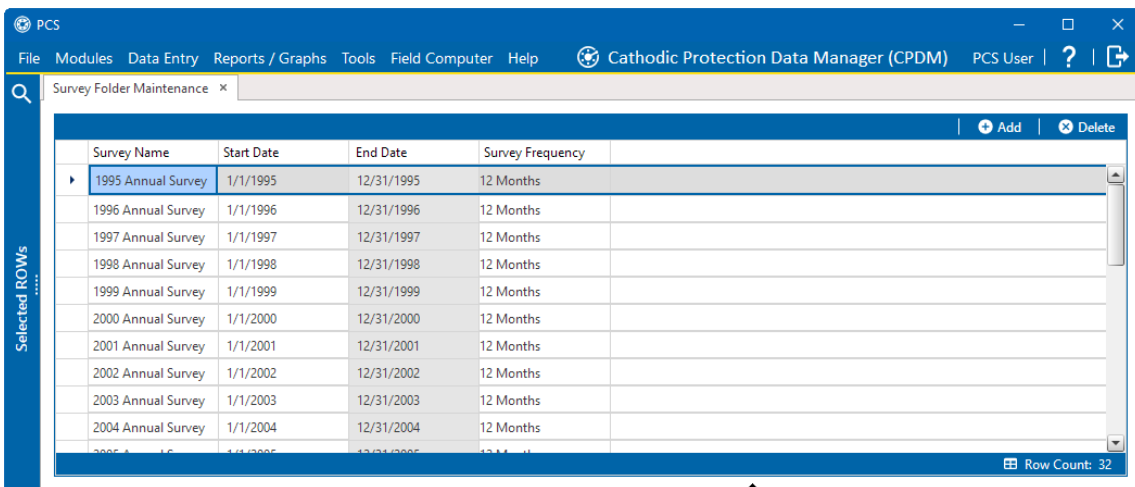 PCS
File Modules Data Entry Reports / Graphs Tools Field Computer Help Cathodic Protection Data Manager (CPDM) PCS User | ? |
Survey Folder Maintenance ×
Selected ROWs
Add | Delete
Survey Name Start Date End Date Survey Frequency
1995 Annual Survey 1/1/1995 12/31/1995 12 Months
1996 Annual Survey 1/1/1996 12/31/1996 12 Months
1997 Annual Survey 1/1/1997 12/31/1997 12 Months
1998 Annual Survey 1/1/1998 12/31/1998 12 Months
1999 Annual Survey 1/1/1999 12/31/1999 12 Months
2000 Annual Survey 1/1/2000 12/31/2000 12 Months
2001 Annual Survey 1/1/2001 12/31/2001 12 Months
2002 Annual Survey 1/1/2002 12/31/2002 12 Months
2003 Annual Survey 1/1/2003 12/31/2003 12 Months
2004 Annual Survey 1/1/2004 12/31/2004 12 Months
Row Count: 32